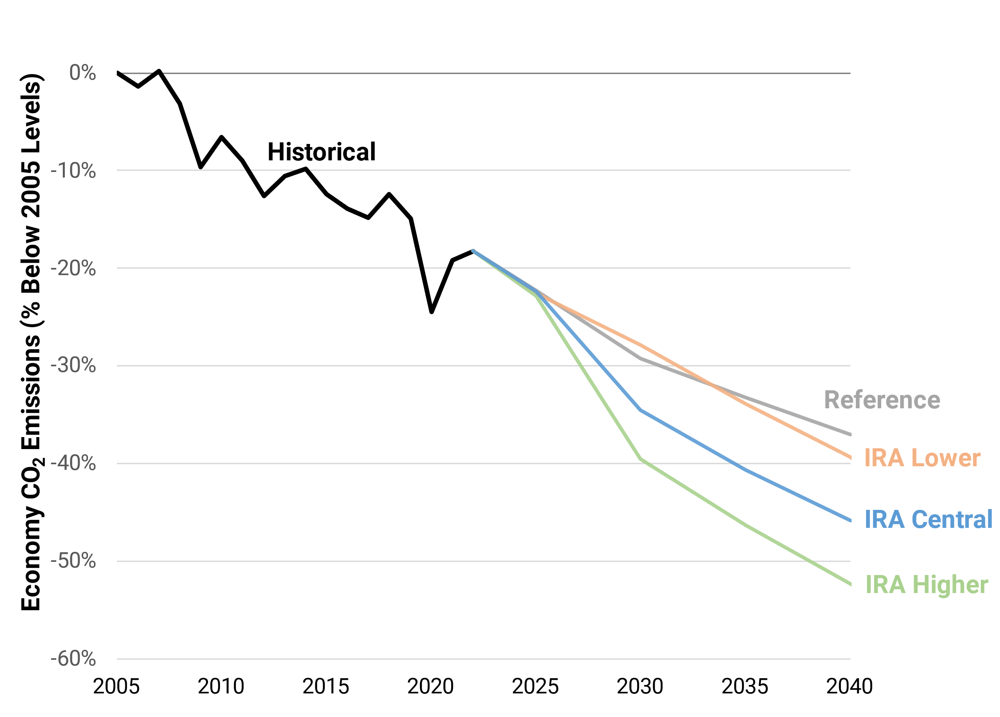 Economy CO₂ Emissions (% Below 2005 Levels)
0%
-10%
-20%
-30%
-40%
-50%
-60%
Historical
Reference
IRA Lower
IRA Central
IRA Higher
2005 2010 2015 2020 2025 2030 2035 2040